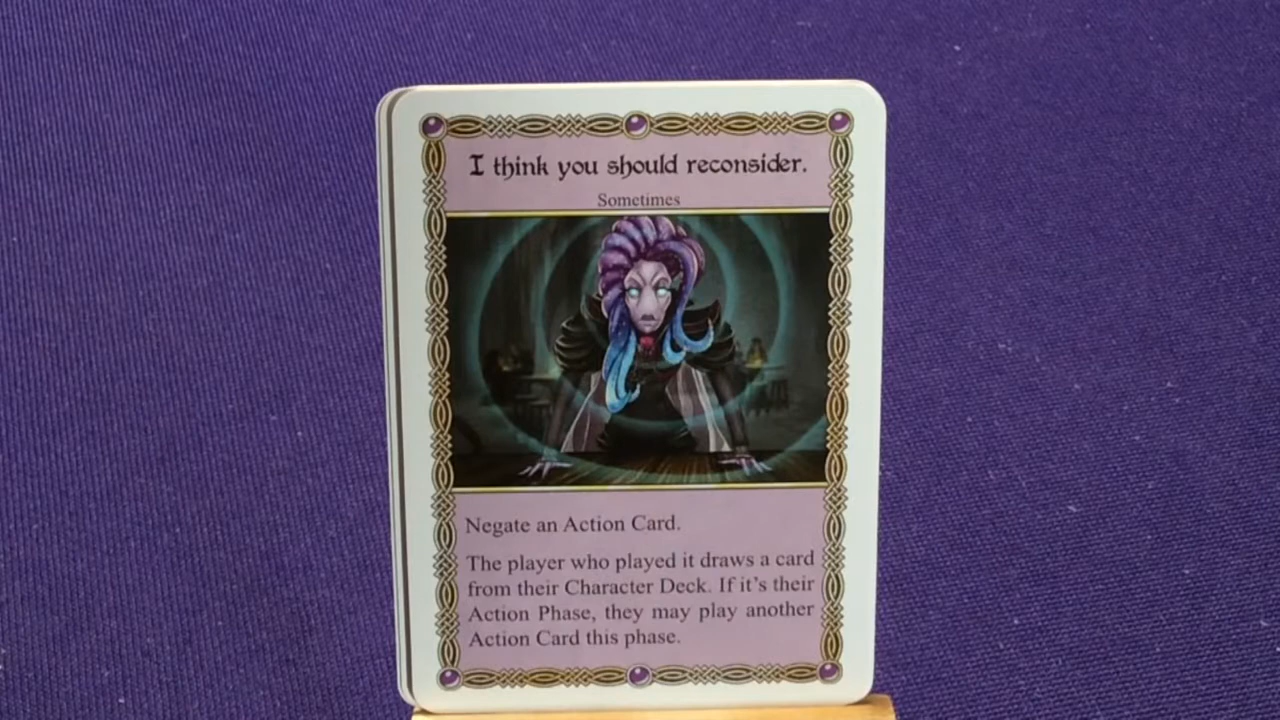 I think you should reconsider.
Sometimes
Negate an Action Card.
The player who played it draws a card
from their Character Deck. If it's their
Action Phase, they may play another
Action Card this phase.